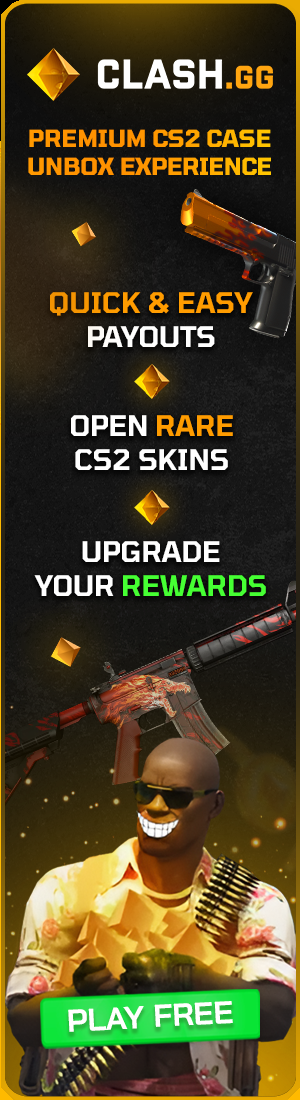 CLASH.GG
PREMIUM CS2 CASE
UNBOX EXPERIENCE
QUICK & EASY
PAYOUTS
OPEN RARE
CS2 SKINS
UPGRADE
YOUR REWARDS
PLAY FREE